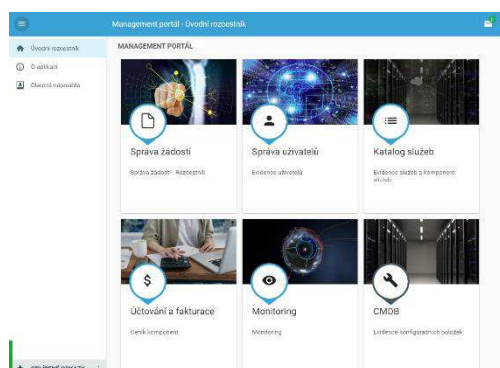 Management portál - Úvodní rozcestník
Úvodní rozcestník
O aplikaci
Obecná nápověda
MANAGEMENT PORTÁL
Správa žádostí
Správa žádostí - Rozcestník
Správa uživatelů
Evidence uživatelů
Katalog služeb
Evidence služeb a komponent
služeb
Účtování a fakturace
Ceník komponent
Monitoring
Monitoring
CMDB
Evidence konfiguračních položek